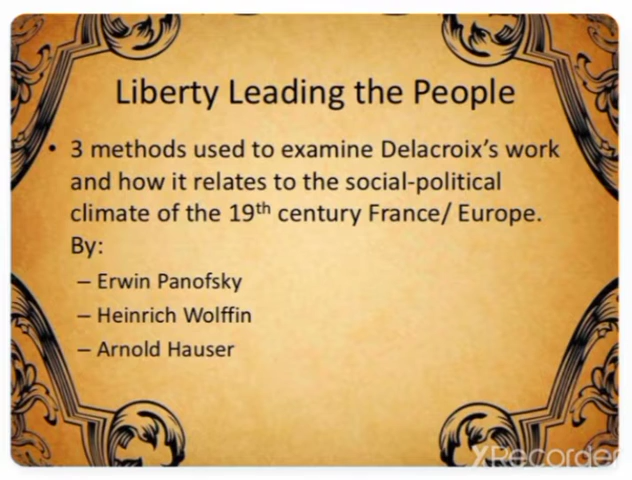 Liberty Leading the People
• 3 methods used to examine Delacroix's work
and how it relates to the social-political
climate of the 19th century France/ Europe.
By:
– Erwin Panofsky
– Heinrich Wolffin
– Arnold Hauser
XRecorder